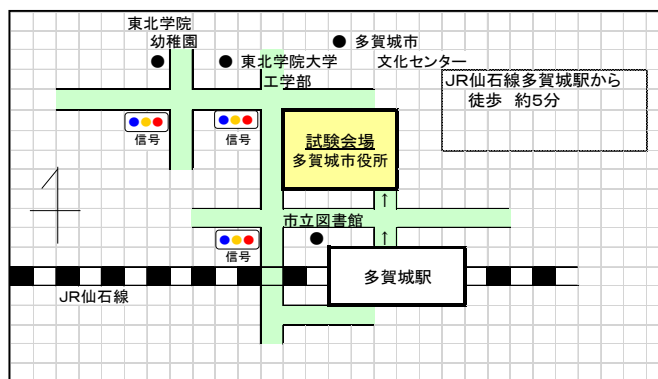 東北学院
幼稚園
東北学院大学
工学部
多賀城市
文化センター
JR仙石線多賀城駅から
徒歩 約5分
信号
信号
試験会場
多賀城市役所
↑
市立図書館
↑
信号
多賀城駅
JR仙石線